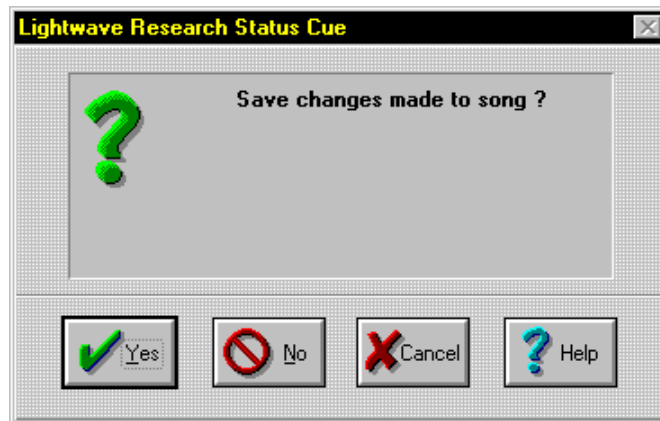 Lightwave Research Status Cue
Save changes made to song ?
Yes
No
Cancel
Help